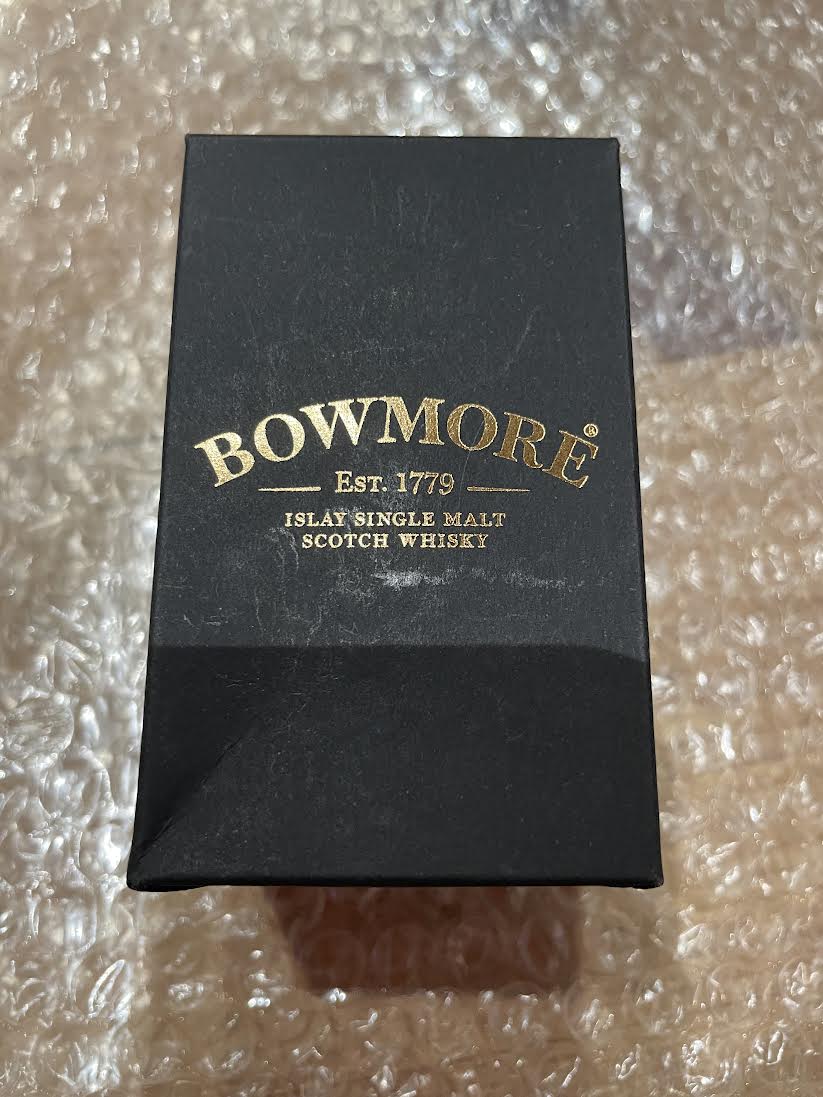 BOWMORE®
EST. 1779
ISLAY SINGLE MALT
SCOTCH WHISKY